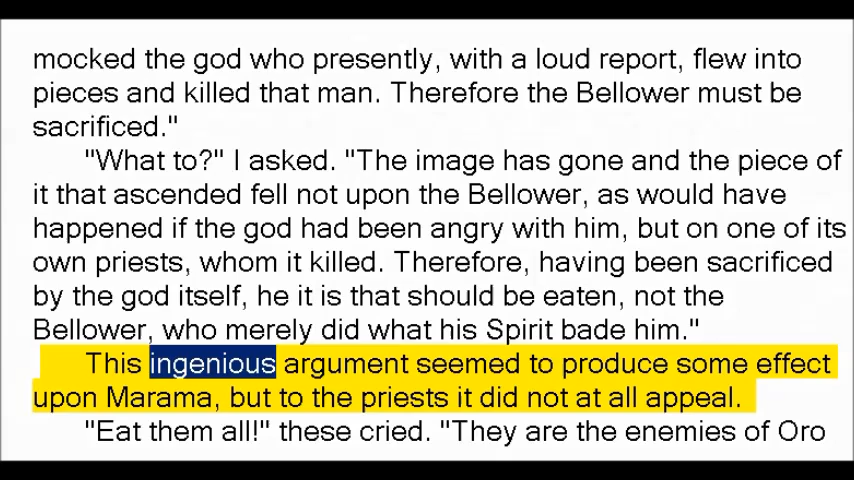 mocked the god who presently, with a loud report, flew into
pieces and killed that man. Therefore the Bellower must be
sacrificed."
"What to?" I asked. "The image has gone and the piece of
it that ascended fell not upon the Bellower, as would have
happened if the god had been angry with him, but on one of its
own priests, whom it killed. Therefore, having been sacrificed
by the god itself, he it is that should be eaten, not the
Bellower, who merely did what his Spirit bade him."
This ingenious argument seemed to produce some effect
upon Marama, but to the priests it did not at all appeal.
"Eat them all!" these cried. "They are the enemies of Oro